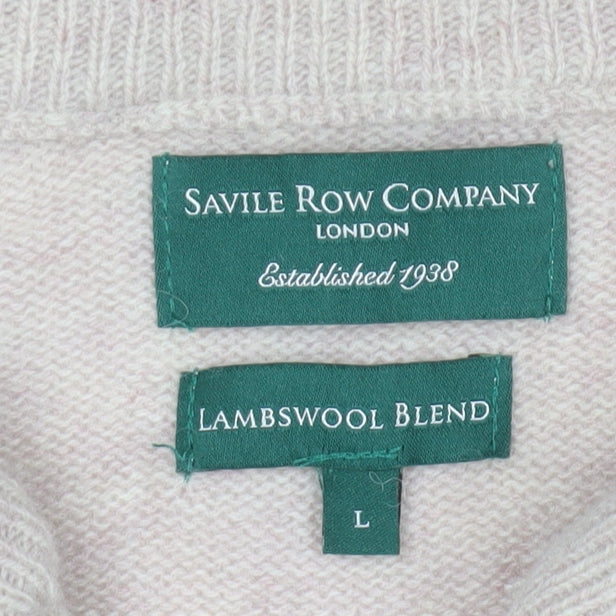 SAVILE ROW COMPANY
LONDON
Established 1938
LAMBSWOOL BLEND
L